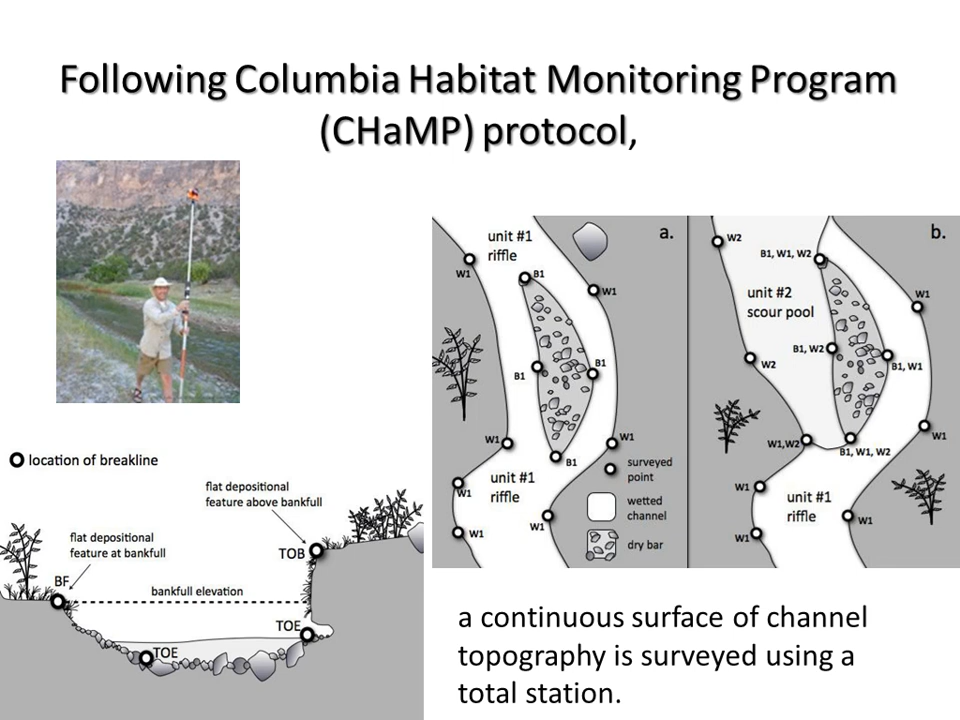 Following Columbia Habitat Monitoring Program
(CHaMP) protocol,
unit #1
riffle
a.
W1
B1
W1
B1
B1
W1
W1
B1
unit #1
riffle
W1
W1
W1
surveyed
point
wetted
channel
dry bar
b.
W2
B1, W1, W2
unit #2
scour pool
W1
B1, W2
W2
B1, W1
W1, W2
B1, W1, W2
W1
W1
unit #1
riffle
W1
W1
location of breakline
flat depositional
feature above bankfull
flat depositional
feature at bankfull
TOB
BF
bankfull elevation
TOE
TOE
a continuous surface of channel
topography is surveyed using a
total station.